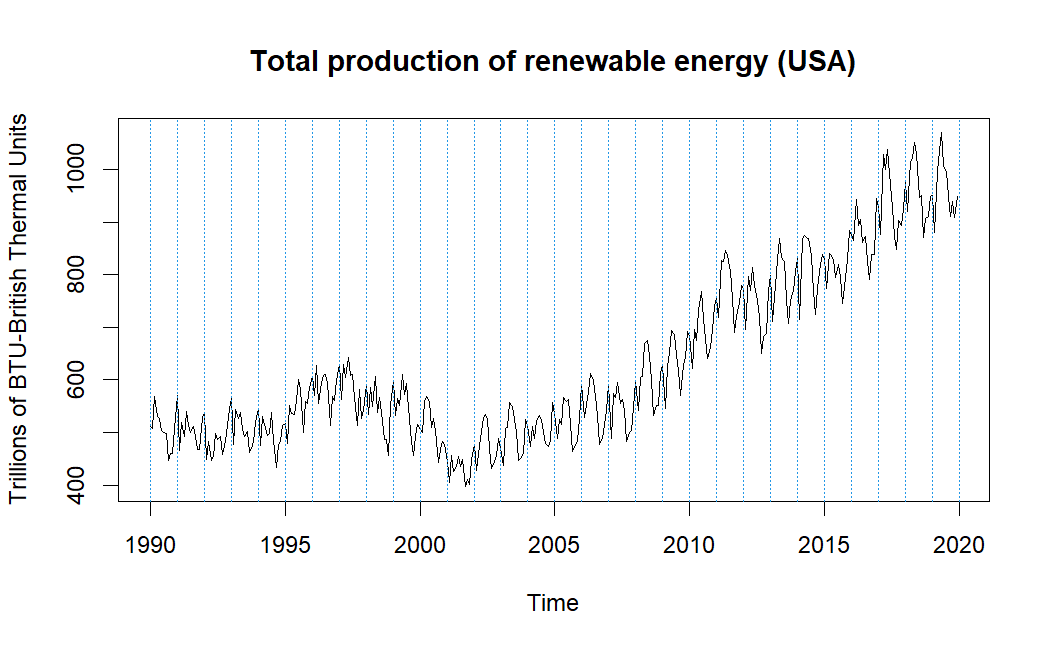 Total production of renewable energy (USA)
Trillions of BTU-British Thermal Units
1000
800
600
400
1990 1995 2000 2005 2010 2015 2020
Time